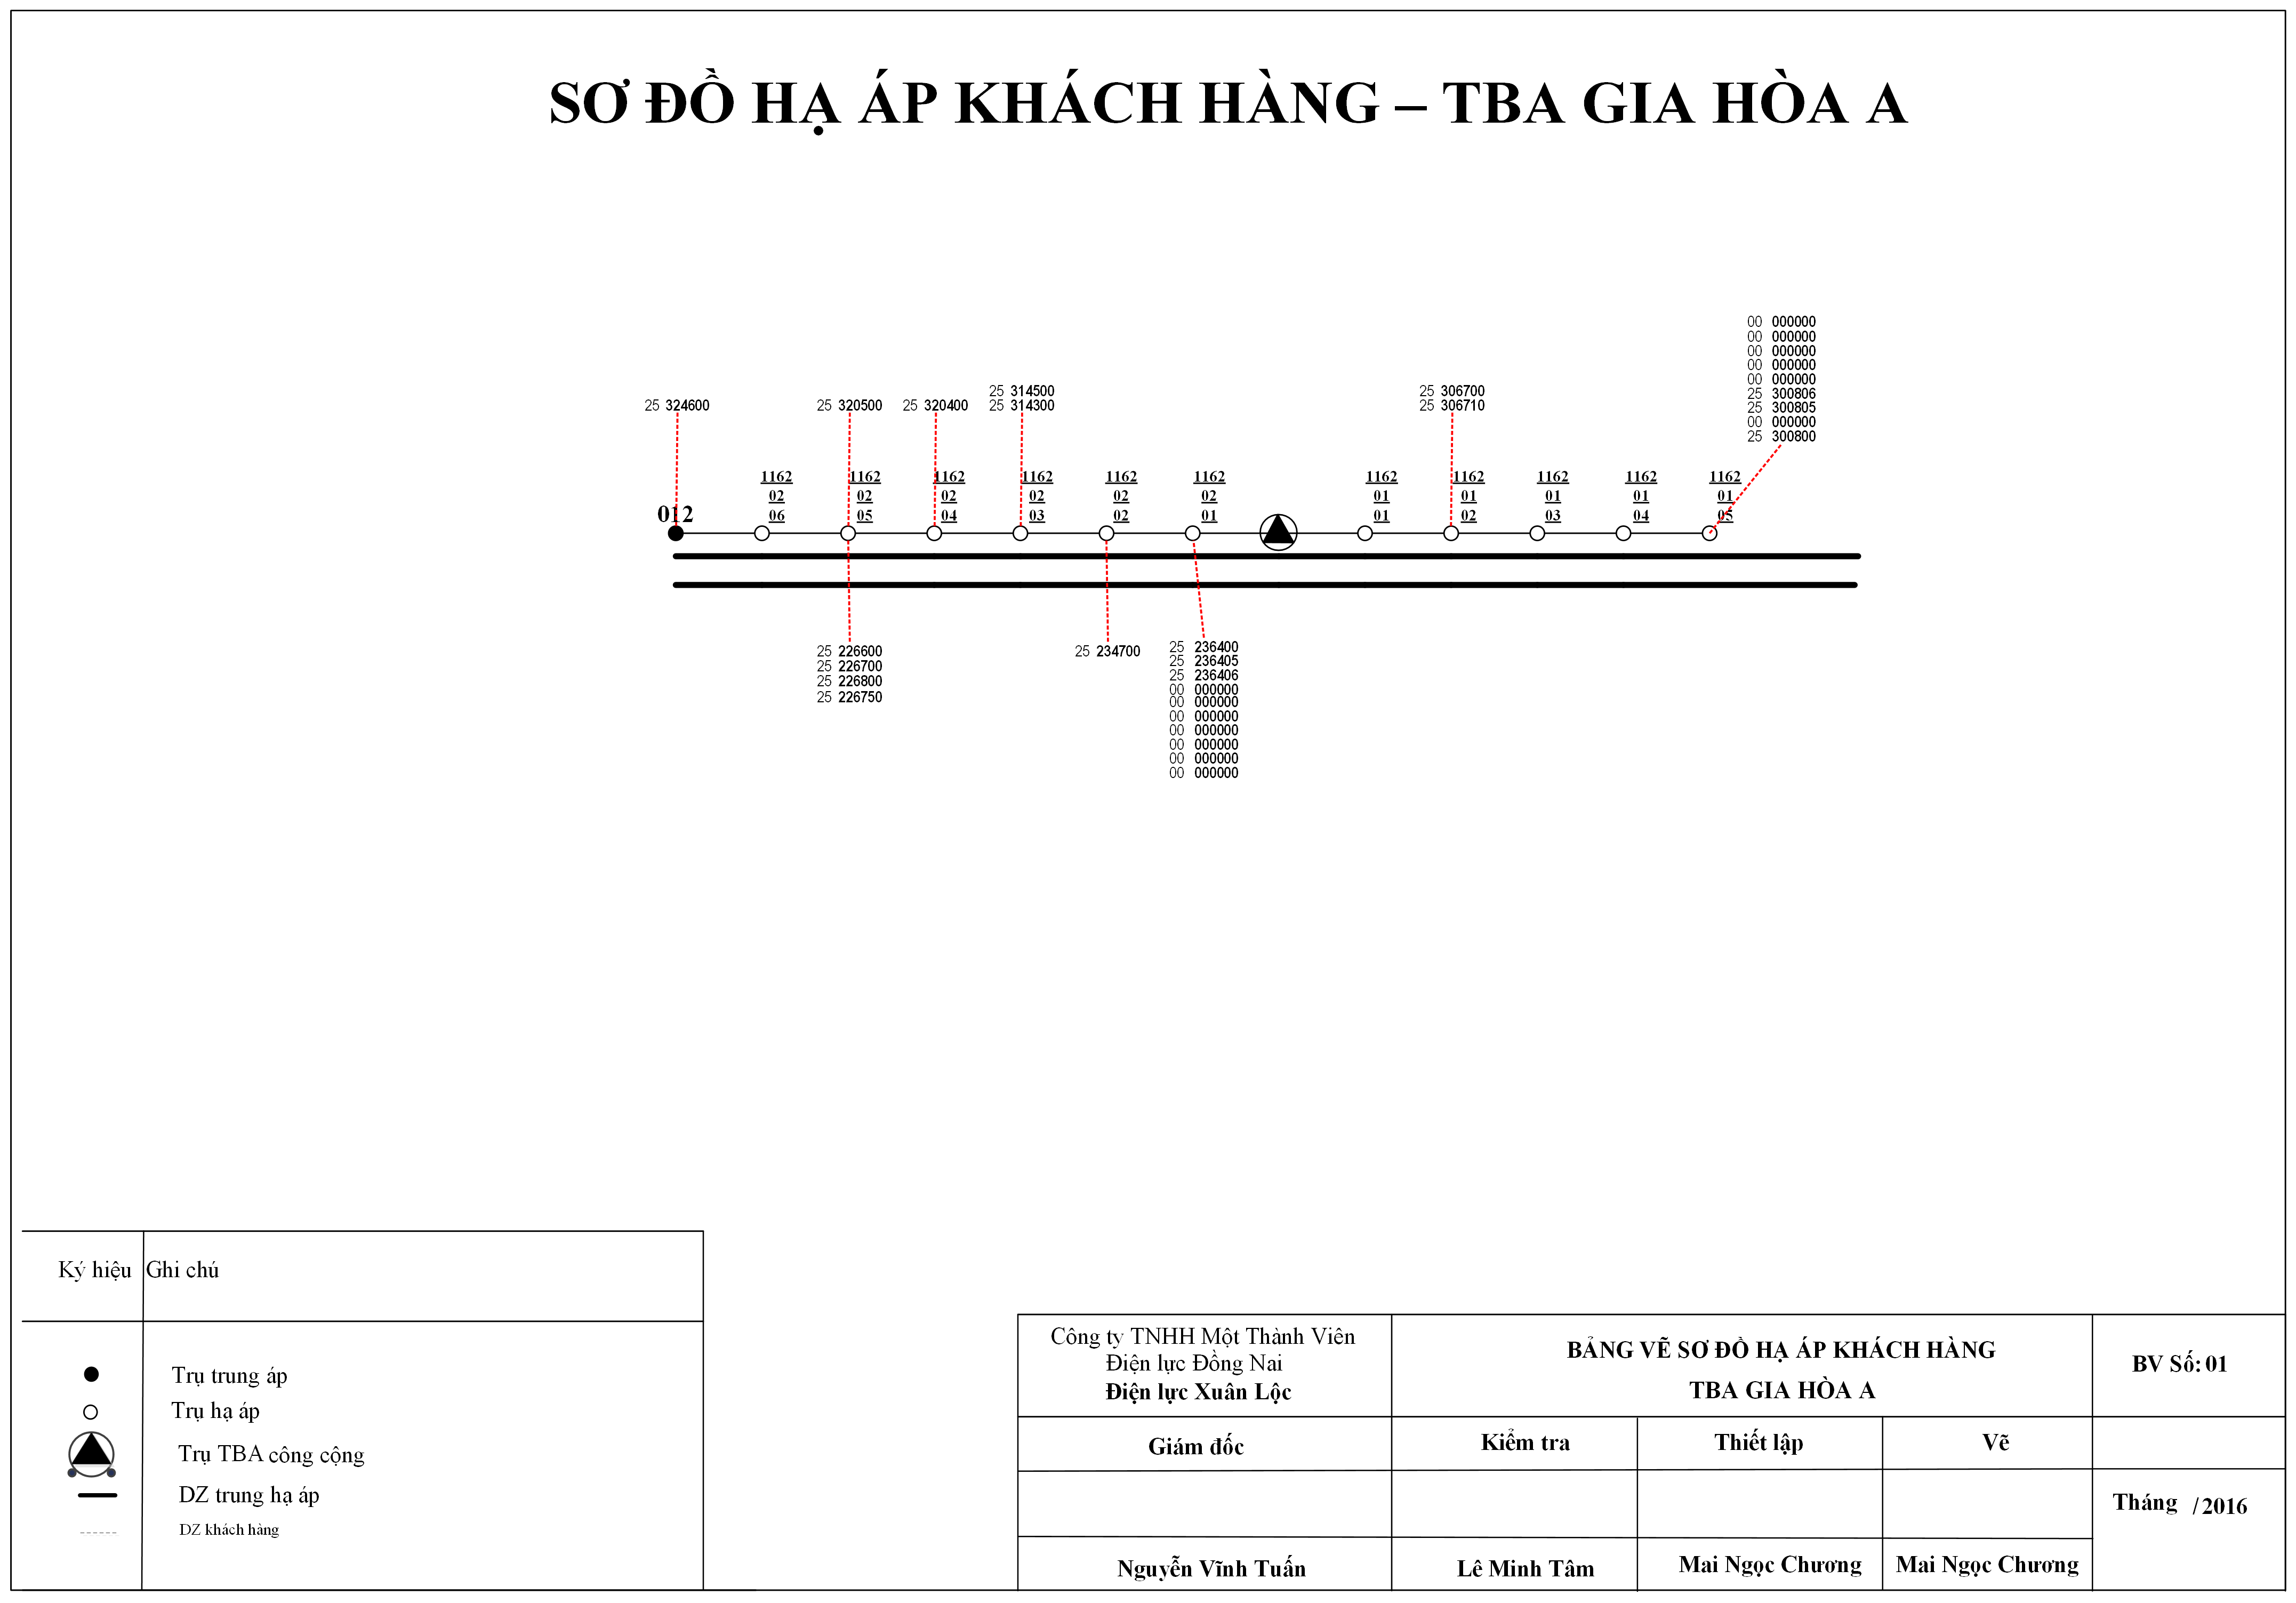 SƠ ĐỒ HẠ ÁP KHÁCH HÀNG – TBA GIA HÒA A
00 000000
00 000000
00 000000
00 000000
00 000000
25 300806
25 300805
00 000000
25 300800
25 324600
25 320500
25 320400
25 314500
25 314300
25 306700
25 306710
012
1162
02
06
1162
02
05
1162
02
04
1162
02
03
1162
02
02
1162
02
01
1162
01
01
1162
01
02
1162
01
03
1162
01
04
1162
01
05
25 226600
25 226700
25 226800
25 226750
25 234700
25 236400
25 236405
25 236406
00 000000
00 000000
00 000000
00 000000
00 000000
00 000000
00 000000
Ký hiệu Ghi chú
Trụ trung áp
Trụ hạ áp
Trụ TBA công cộng
DZ trung hạ áp
DZ khách hàng
Công ty TNHH Một Thành Viên
Điện lực Đồng Nai
Điện lực Xuân Lộc
BẢNG VẼ SƠ ĐỒ HẠ ÁP KHÁCH HÀNG
TBA GIA HÒA A
BV Số: 01
Giám đốc
Kiểm tra
Thiết lập
Vẽ
Tháng /2016
Nguyễn Vĩnh Tuấn
Lê Minh Tâm
Mai Ngọc Chương
Mai Ngọc Chương